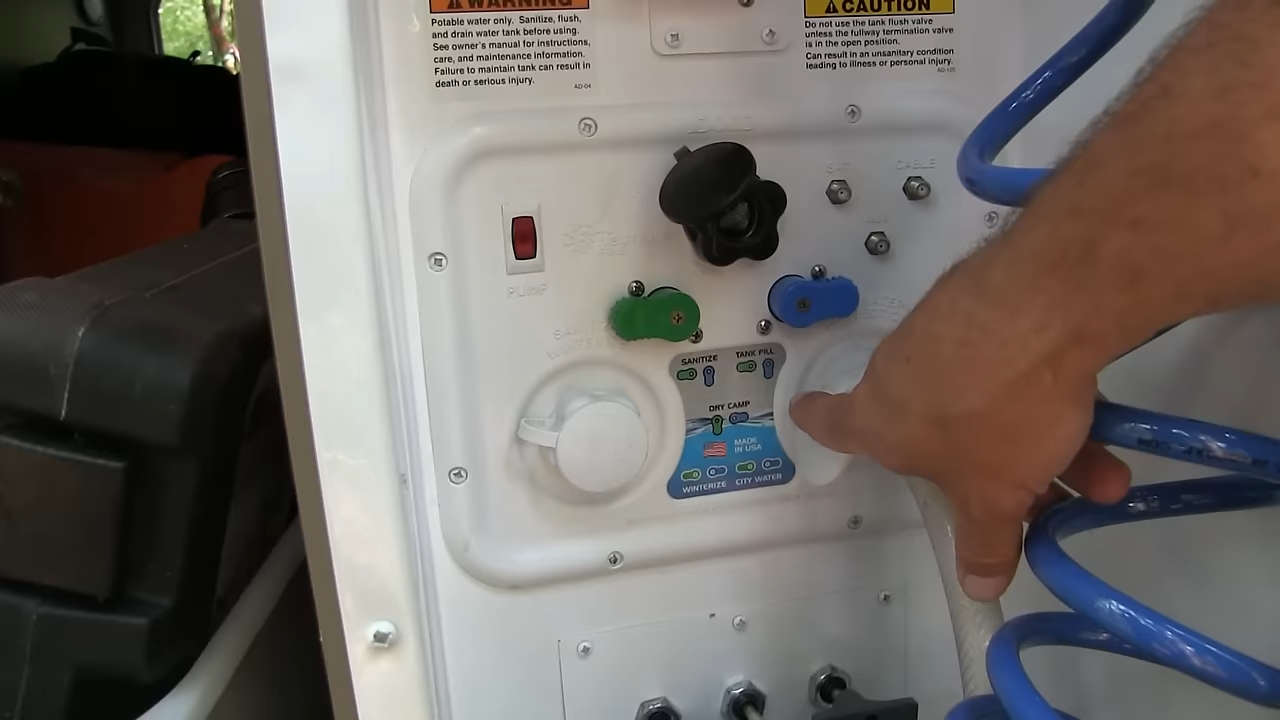 WARNING
Potable water only. Sanitize, flush,
and drain water tank before using.
See owner's manual for instructions,
care, and maintenance information.
Failure to maintain tank can result in
death or serious injury.
AD-04
CAUTION
Do not use the tank flush valve
unless the fullway termination valve
is in the open position.
Can result in an unsanitary condition
leading to illness or personal injury.
SAT
CABLE
AUX
PUMP
SANITIZE
TANK FILL
DRY CAMP
MADE
IN USA
WINTERIZE
CITY WATER